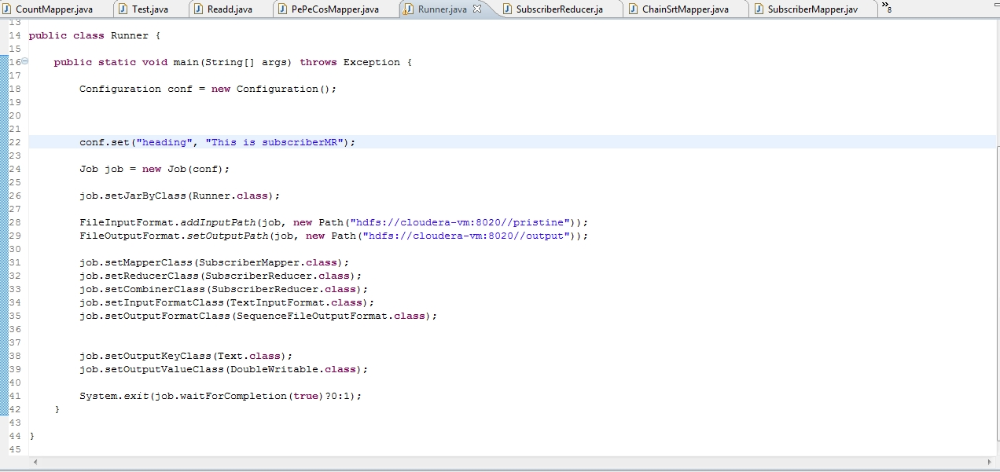 CountMapper.java Test.java Readd.java PePeCosMapper.java Runner.java SubscriberReducer.ja ChainSrtMapper.java SubscriberMapper.jav »8
13
14 public class Runner {
15
16 public static void main(String[] args) throws Exception {
17
18 Configuration conf = new Configuration();
19
20
21
22 conf.set("heading", "This is subscriberMR");
23
24 Job job = new Job(conf);
25
26 job.setJarByClass(Runner.class);
27
28 FileInputFormat.addInputPath(job, new Path("hdfs://cloudera-vm:8020//pristine"));
29 FileOutputFormat.setOutputPath(job, new Path("hdfs://cloudera-vm:8020//output"));
30
31 job.setMapperClass(SubscriberMapper.class);
32 job.setReducerClass(SubscriberReducer.class);
33 job.setCombinerClass(SubscriberReducer.class);
34 job.setInputFormatClass(TextInputFormat.class);
35 job.setOutputFormatClass(SequenceFileOutputFormat.class);
36
37
38 job.setOutputKeyClass(Text.class);
39 job.setOutputValueClass(DoubleWritable.class);
40
41 System.exit(job.waitForCompletion(true)?0:1);
42 }
43
44 }
45